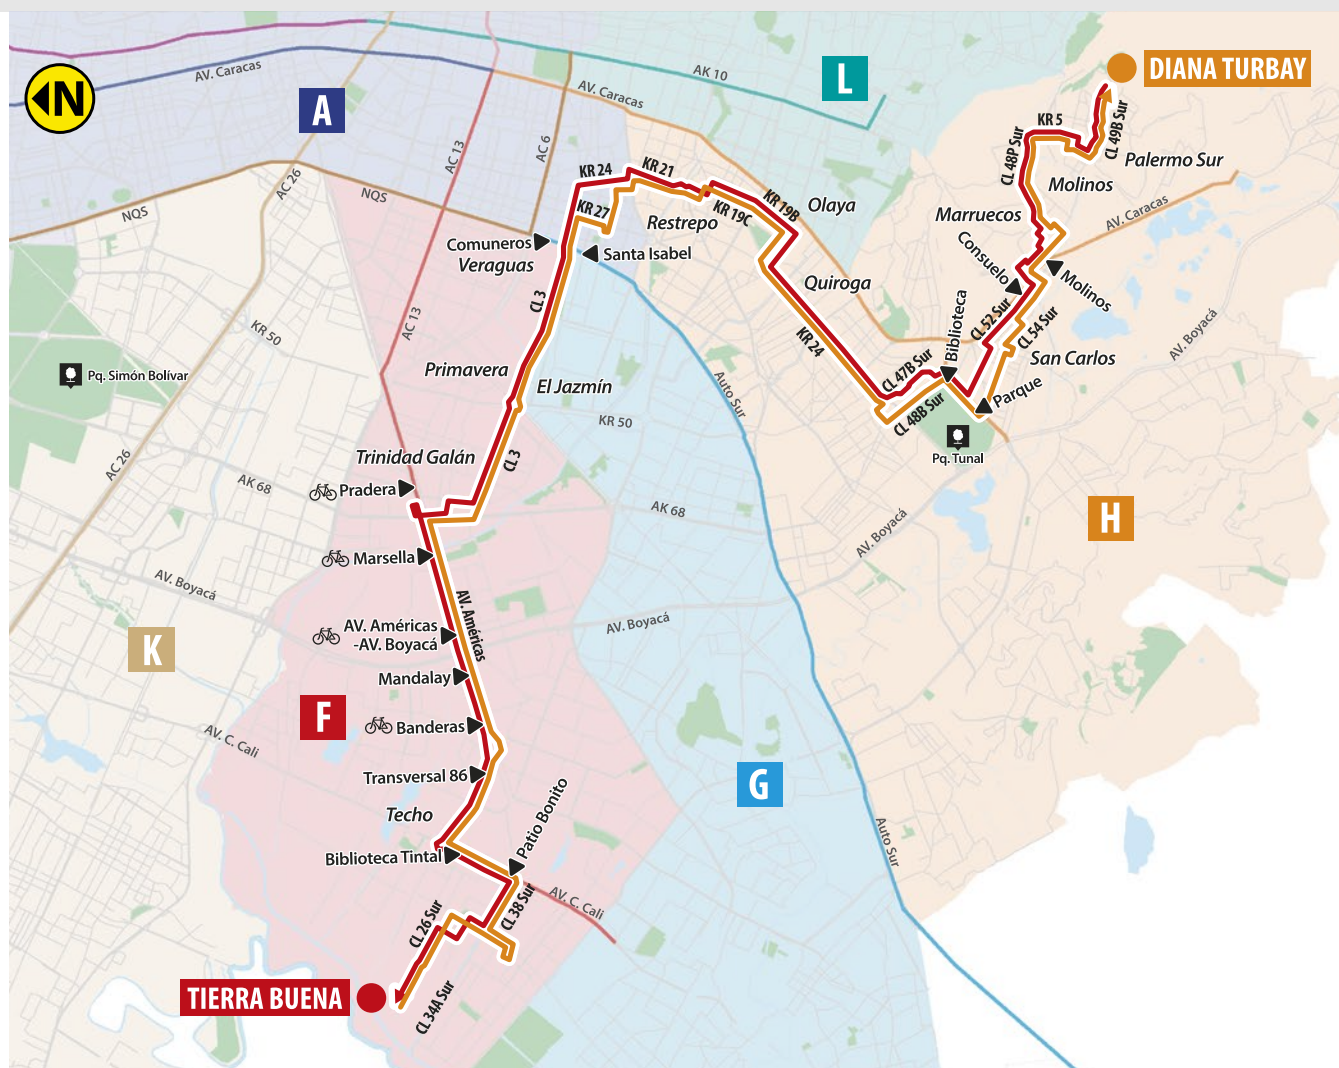 N
AV. Caracas
A
AC 13
AC 6
AV. Caracas
AK 10
L
DIANA TURBAY
KR 5
CL 49B Sur
CL 48P Sur
Palermo Sur
Molinos
AC 26
NQS
NQS
KR 24
KR 21
KR 27
Restrepo
KR 19C
KR 19B
Olaya
Marruecos
AV. Caracas
Comuneros
Veraguas
Santa Isabel
Consuelo
Molinos
Quiroga
CL 3
AC 13
KR 50
Biblioteca
CL 52 Sur
CL 54 Sur
AV. Boyacá
KR 24
San Carlos
Pq. Simón Bolívar
Primavera
El Jazmín
CL 47B Sur
Auto Sur
Parque
CL 48B Sur
KR 50
Pq. Tunal
Trinidad Galán
CL 3
AC 26
AK 68
Pradera
AK 68
H
AV. Boyacá
Marsella
AV. Boyacá
AV. Américas
AV. Américas
-AV. Boyacá
AV. Boyacá
K
Mandalay
F
Banderas
AV. C. Cali
Transversal 86
G
Techo
Patio Bonito
Auto Sur
Biblioteca Tintal
AV. C. Cali
CL 38 Sur
CL 26 Sur
TIERRA BUENA
CL 34A Sur